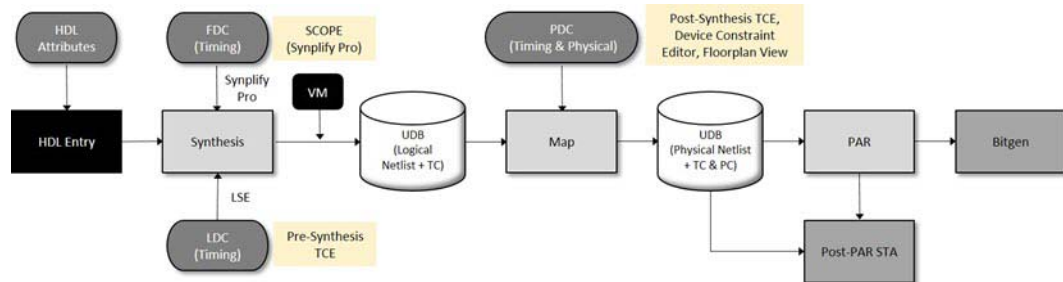 HDL
Attributes
FDC
(Timing)
SCOPE
(Synplify Pro)
PDC
(Timing & Physical)
Post-Synthesis TCE,
Device Constraint
Editor, Floorplan View
Synplify
Pro
VM
HDL Entry
Synthesis
UDB
(Logical
Netlist + TC)
Map
UDB
(Physical Netlist
+ TC & PC)
PAR
Bitgen
LSE
LDC
(Timing)
Pre-Synthesis
TCE
Post-PAR STA